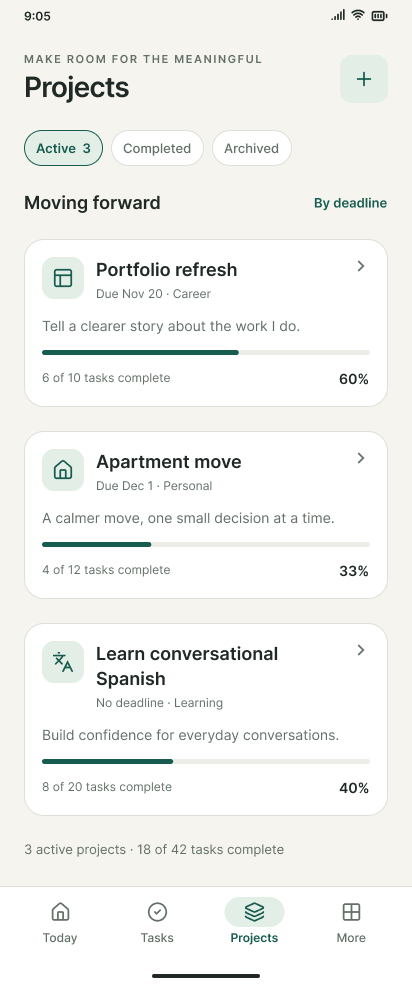 9:05
MAKE ROOM FOR THE MEANINGFUL
Projects
Active 3
Completed
Archived
Moving forward
By deadline
Portfolio refresh
Due Nov 20 · Career
Tell a clearer story about the work I do.
6 of 10 tasks complete
60%
Apartment move
Due Dec 1 · Personal
A calmer move, one small decision at a time.
4 of 12 tasks complete
33%
Learn conversational
Spanish
No deadline · Learning
Build confidence for everyday conversations.
8 of 20 tasks complete
40%
3 active projects · 18 of 42 tasks complete
Today
Tasks
Projects
More